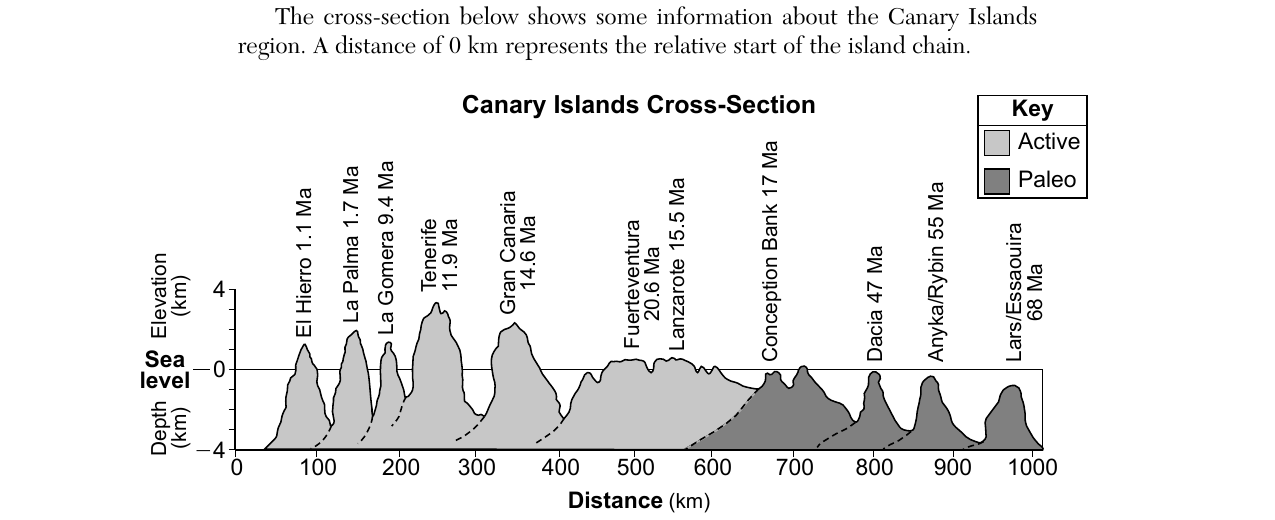 The cross-section below shows some information about the Canary Islands
region. A distance of 0 km represents the relative start of the island chain.
Canary Islands Cross-Section
Key
Active
Paleo
El Hierro 1.1 Ma
La Palma 1.7 Ma
La Gomera 9.4 Ma
Tenerife
11.9 Ma
Gran Canaria
14.6 Ma
Fuerteventura
20.6 Ma
Lanzarote 15.5 Ma
Conception Bank 17 Ma
Dacia 47 Ma
Anyka/Rybin 55 Ma
Lars/Essaouira
68 Ma
Elevation
(km)
Sea
level
Depth
(km)
4
0
−4
0 100 200 300 400 500 600 700 800 900 1000
Distance (km)